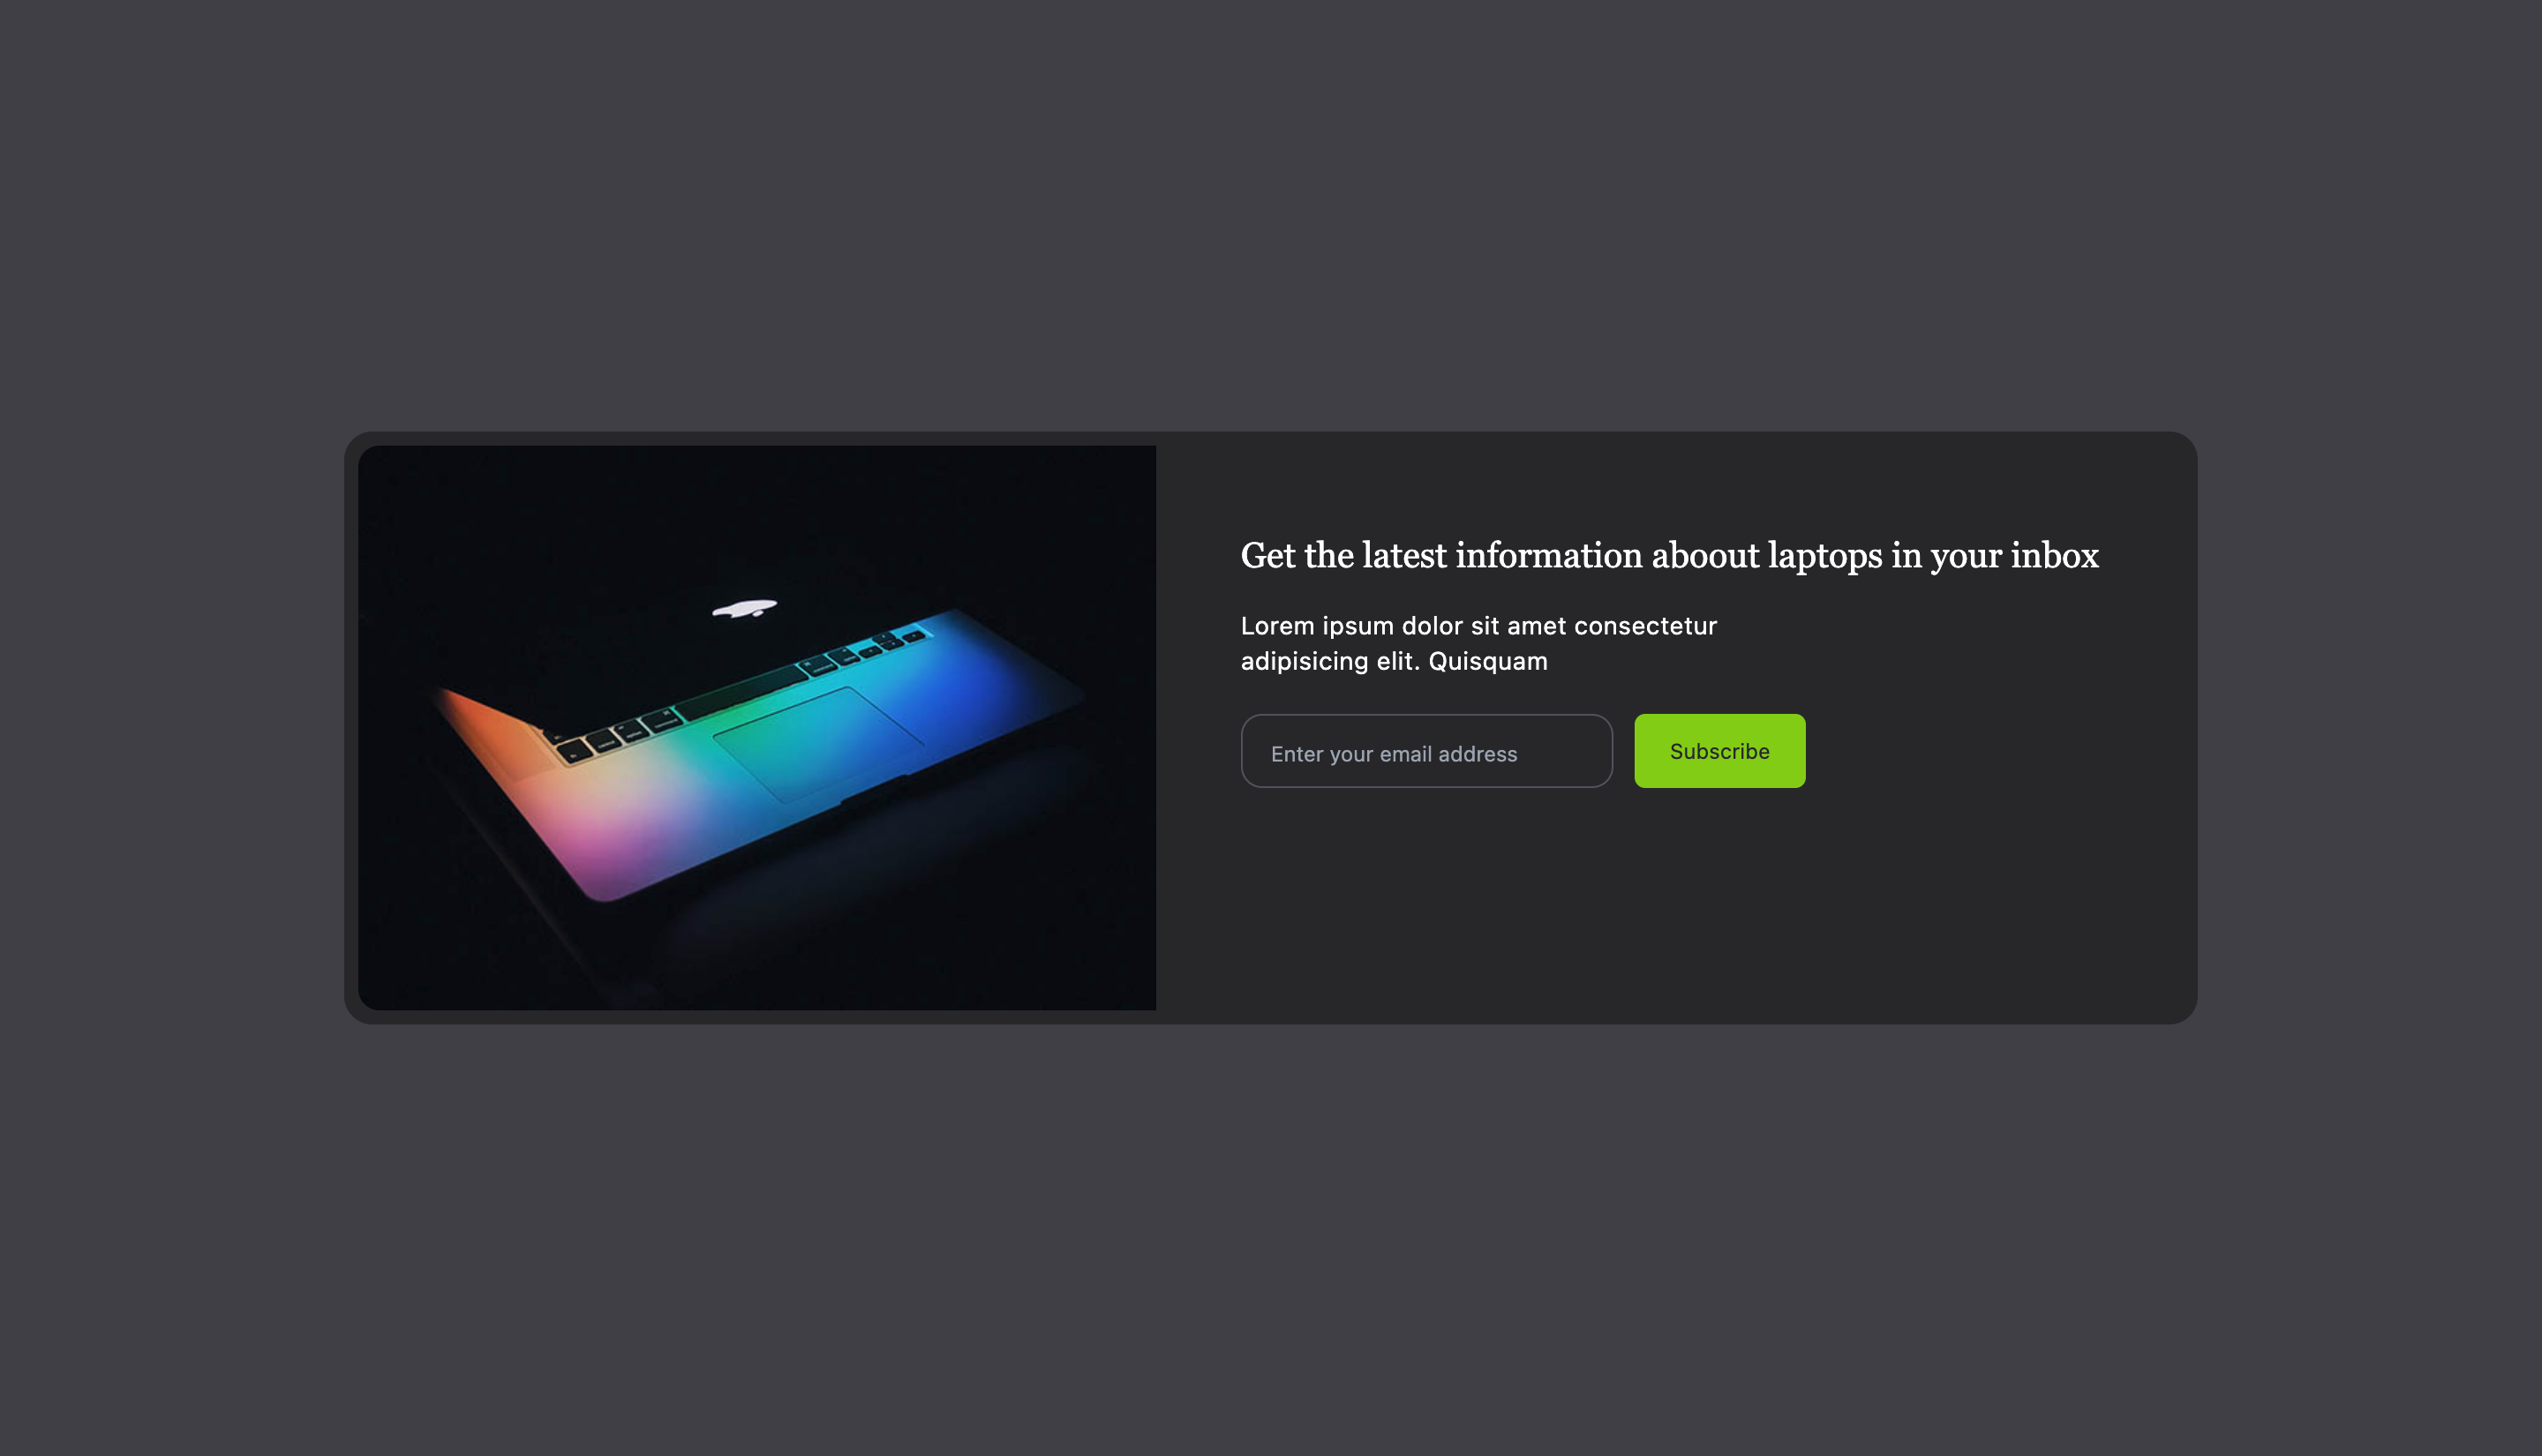 Get the latest information aboout laptops in your inbox
Lorem ipsum dolor sit amet consectetur
adipisicing elit. Quisquam
Enter your email address
Subscribe